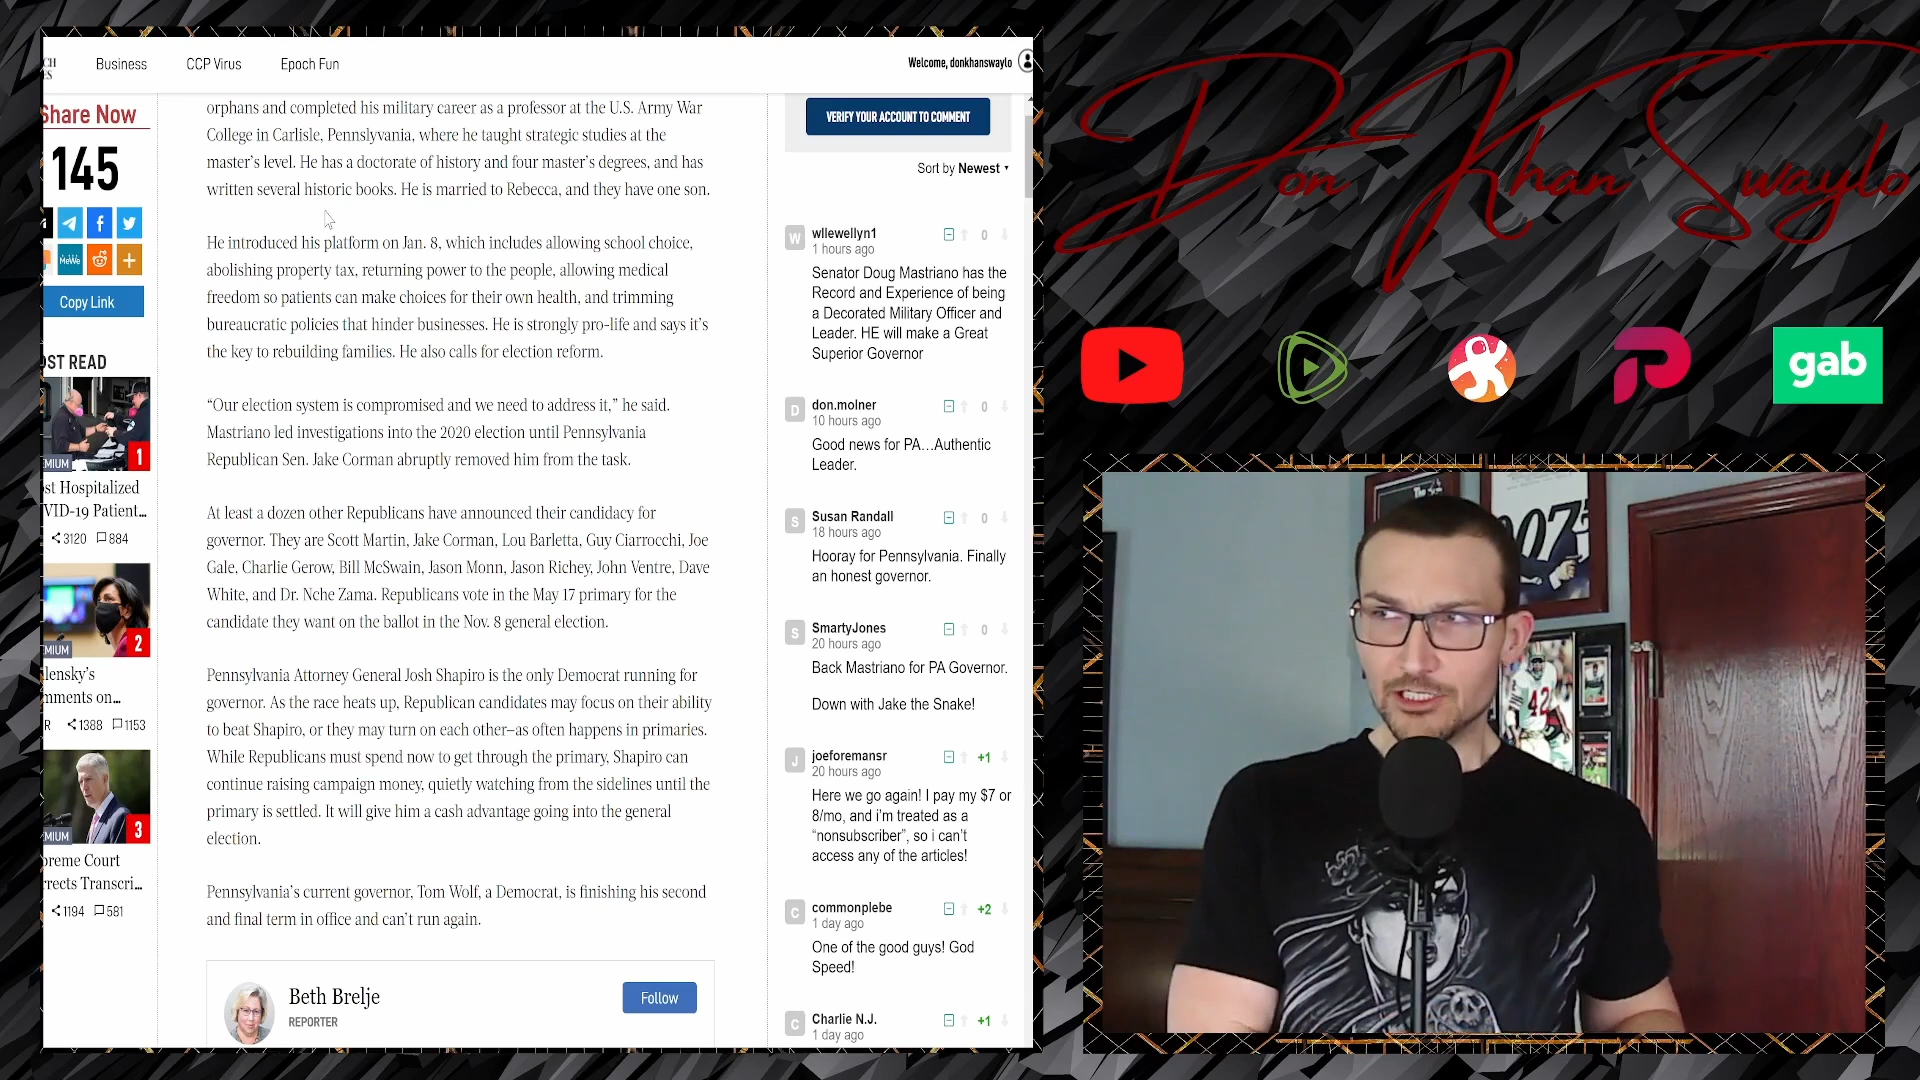 CH
ES
Business
CCP Virus
Epoch Fun
Welcome, donkhanswaylo
Share Now
145
MeWe
Copy Link
OST READ
MIUM
1
st Hospitalized
VID-19 Patient...
3120
884
MIUM
2
lensky's
mments on...
R
1388
1153
MIUM
3
preme Court
rrects Transcri...
1194
581
orphans and completed his military career as a professor at the U.S. Army War
College in Carlisle, Pennslyvania, where he taught strategic studies at the
master's level. He has a doctorate of history and four master's degrees, and has
written several historic books. He is married to Rebecca, and they have one son.
He introduced his platform on Jan. 8, which includes allowing school choice,
abolishing property tax, returning power to the people, allowing medical
freedom so patients can make choices for their own health, and trimming
bureaucratic policies that hinder businesses. He is strongly pro-life and says it's
the key to rebuilding families. He also calls for election reform.
“Our election system is compromised and we need to address it,” he said.
Mastriano led investigations into the 2020 election until Pennsylvania
Republican Sen. Jake Corman abruptly removed him from the task.
At least a dozen other Republicans have announced their candidacy for
governor. They are Scott Martin, Jake Corman, Lou Barletta, Guy Ciarrocchi, Joe
Gale, Charlie Gerow, Bill McSwain, Jason Monn, Jason Richey, John Ventre, Dave
White, and Dr. Nche Zama. Republicans vote in the May 17 primary for the
candidate they want on the ballot in the Nov. 8 general election.
Pennsylvania Attorney General Josh Shapiro is the only Democrat running for
governor. As the race heats up, Republican candidates may focus on their ability
to beat Shapiro, or they may turn on each other–as often happens in primaries.
While Republicans must spend now to get through the primary, Shapiro can
continue raising campaign money, quietly watching from the sidelines until the
primary is settled. It will give him a cash advantage going into the general
election.
Pennsylvania's current governor, Tom Wolf, a Democrat, is finishing his second
and final term in office and can't run again.
Beth Brelje
REPORTER
Follow
VERIFY YOUR ACCOUNT TO COMMENT
Sort by Newest
W
wllewellyn1
0
1 hours ago
Senator Doug Mastriano has the
Record and Experience of being
a Decorated Military Officer and
Leader. HE will make a Great
Superior Governor
D
don.molner
0
10 hours ago
Good news for PA…Authentic
Leader.
S
Susan Randall
0
18 hours ago
Hooray for Pennsylvania. Finally
an honest governor.
S
SmartyJones
0
20 hours ago
Back Mastriano for PA Governor.
Down with Jake the Snake!
J
joeforemansr
+1
20 hours ago
Here we go again! I pay my $7 or
8/mo, and i'm treated as a
“nonsubscriber”, so i can't
access any of the articles!
C
commonplebe
+2
1 day ago
One of the good guys! God
Speed!
C
Charlie N.J.
+1
1 day ago
Don Khan Swaylo
gab
007
42